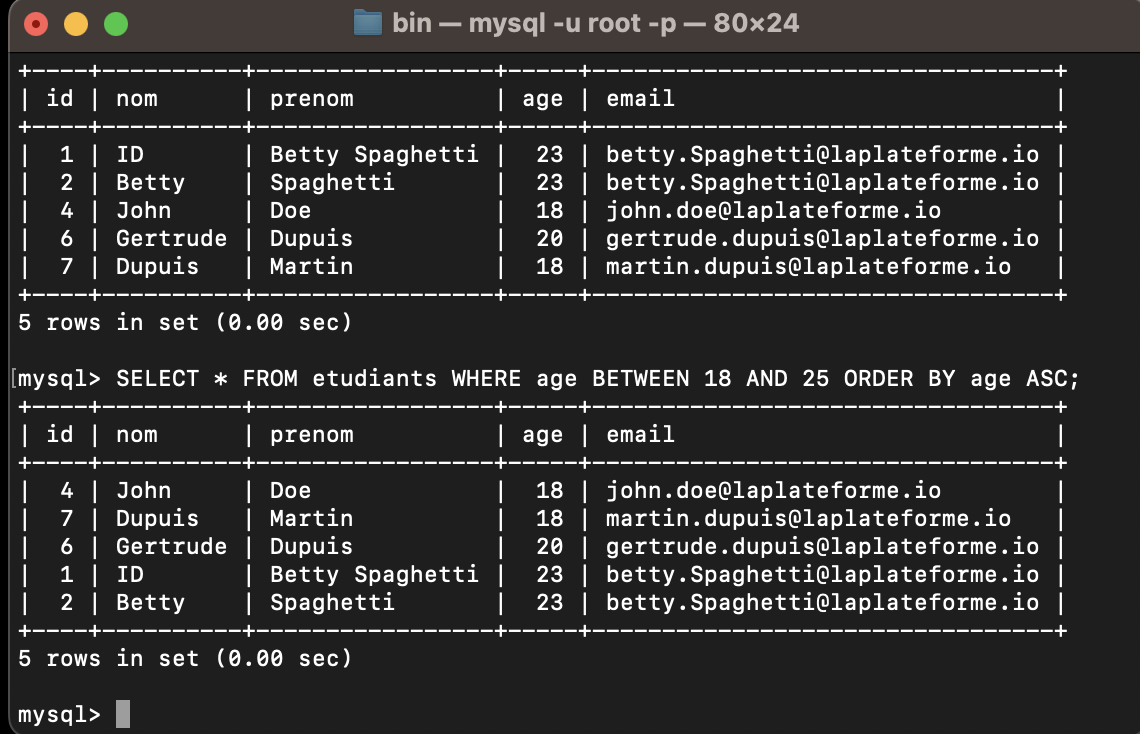 bin — mysql -u root -p — 80×24
+----+----------+-----------------+-----+--------------------------------+
| id | nom      | prenom          | age | email                          |
+----+----------+-----------------+-----+--------------------------------+
|  1 | ID       | Betty Spaghetti |  23 | betty.Spaghetti@laplateforme.io |
|  2 | Betty    | Spaghetti       |  23 | betty.Spaghetti@laplateforme.io |
|  4 | John     | Doe             |  18 | john.doe@laplateforme.io       |
|  6 | Gertrude | Dupuis          |  20 | gertrude.dupuis@laplateforme.io |
|  7 | Dupuis   | Martin          |  18 | martin.dupuis@laplateforme.io   |
+----+----------+-----------------+-----+---------------------------------+
5 rows in set (0.00 sec)
[mysql> SELECT * FROM etudiants WHERE age BETWEEN 18 AND 25 ORDER BY age ASC;
+----+----------+-----------------+-----+---------------------------------+
| id | nom      | prenom          | age | email                           |
+----+----------+-----------------+-----+---------------------------------+
|  4 | John     | Doe             |  18 | john.doe@laplateforme.io        |
|  7 | Dupuis   | Martin          |  18 | martin.dupuis@laplateforme.io   |
|  6 | Gertrude | Dupuis          |  20 | gertrude.dupuis@laplateforme.io |
|  1 | ID       | Betty Spaghetti |  23 | betty.Spaghetti@laplateforme.io |
|  2 | Betty    | Spaghetti       |  23 | betty.Spaghetti@laplateforme.io |
+----+----------+-----------------+-----+---------------------------------+
5 rows in set (0.00 sec)
mysql>